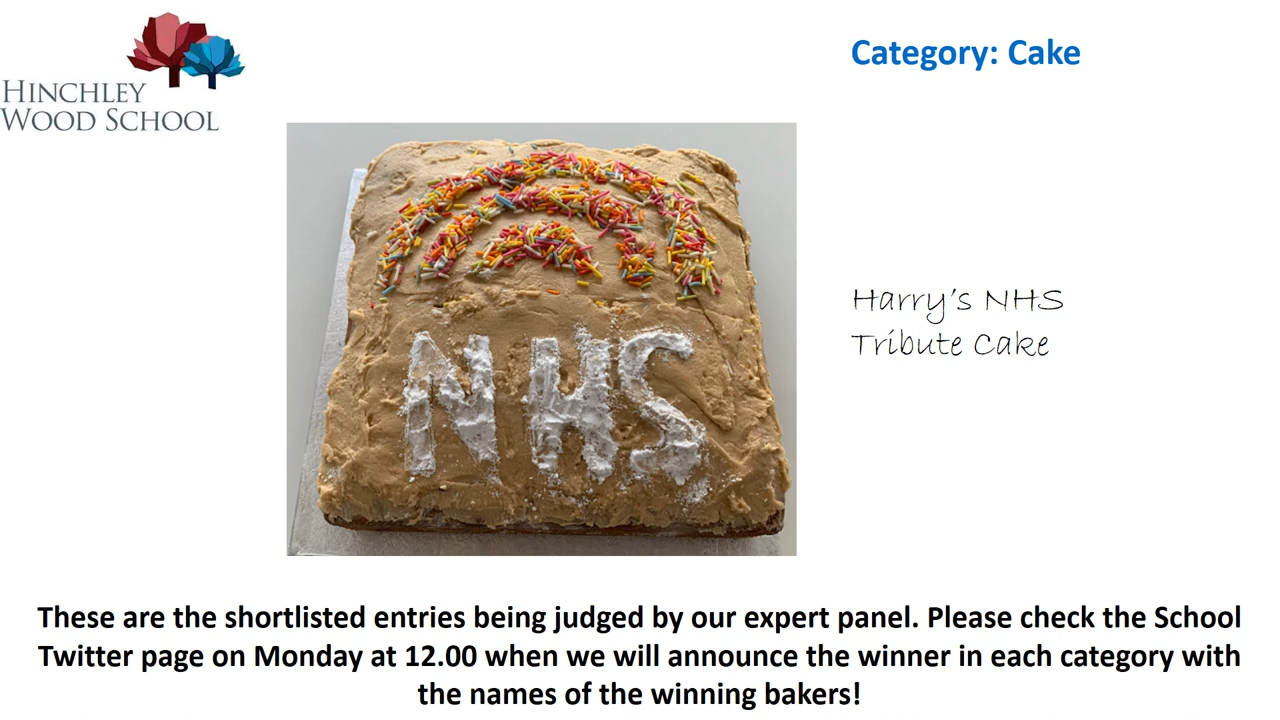 HINCHLEY
WOOD SCHOOL
Category: Cake
NHS
Harry's NHS
Tribute Cake
These are the shortlisted entries being judged by our expert panel. Please check the School
Twitter page on Monday at 12.00 when we will announce the winner in each category with
the names of the winning bakers!